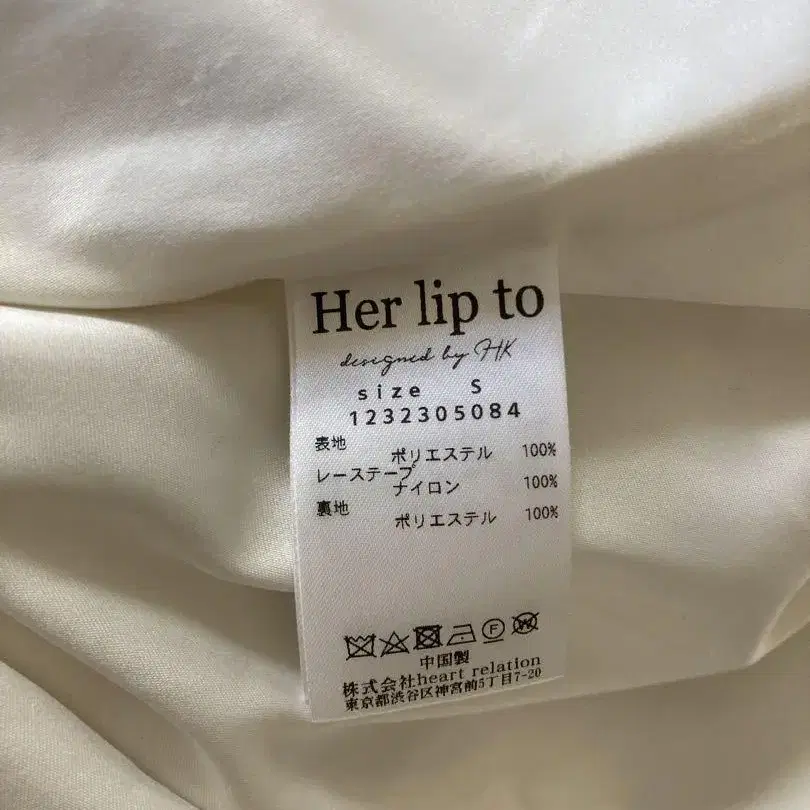 Her lip to
designed by HK
size S
1232305084
表地
ポリエステル 100%
レーステープ
ナイロン 100%
裏地
ポリエステル 100%
F W
中国製
株式会社heart relation
東京都渋谷区神宮前5丁目7-20